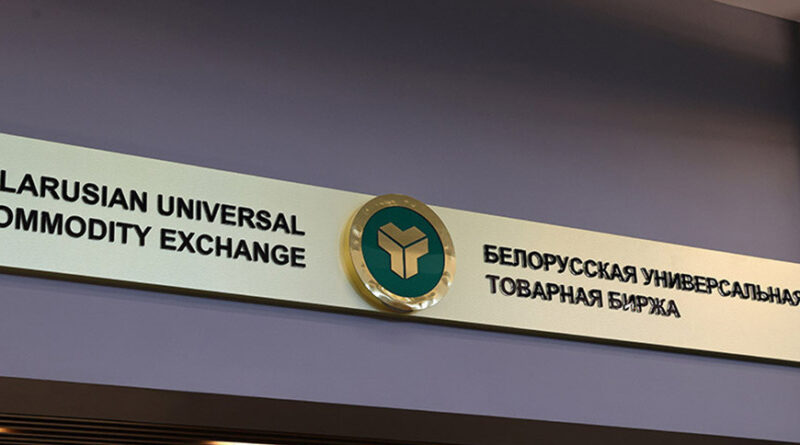 LARUSIAN UNIVERSAL
OMMODITY EXCHANGE
БЕЛОРУССКАЯ УНИВЕРСАЛЬНАЯ
ТОВАРНАЯ БИРЖА